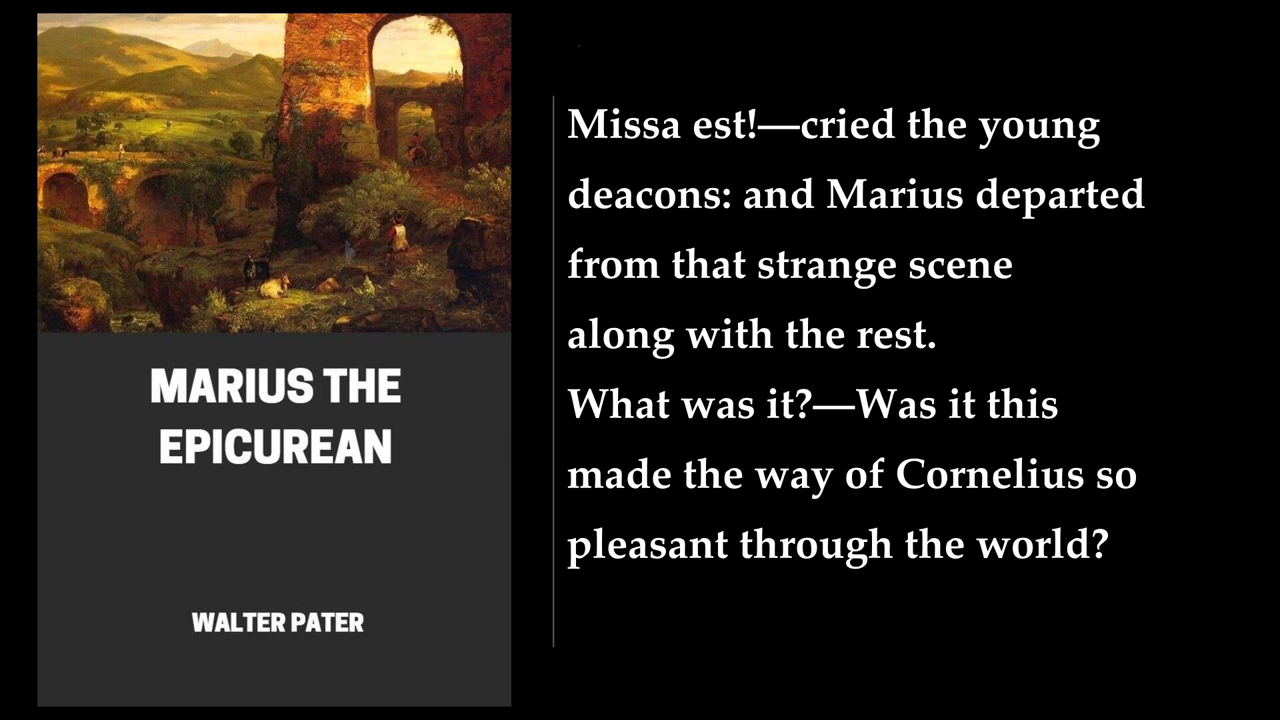 MARIUS THE
EPICUREAN
WALTER PATER
Missa est!—cried the young
deacons: and Marius departed
from that strange scene
along with the rest.
What was it?—Was it this
made the way of Cornelius so
pleasant through the world?